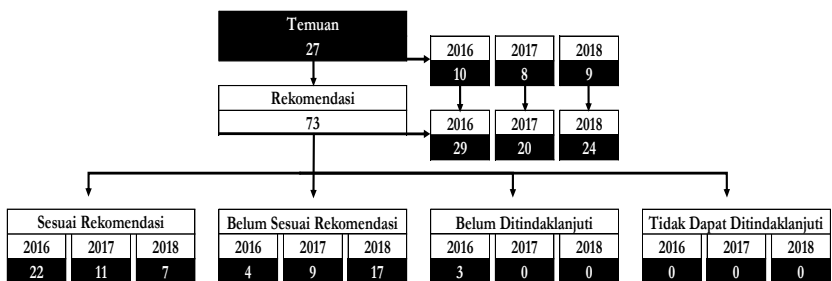 Temuan
27
2016 2017 2018
10 8 9
Rekomendasi
73
2016 2017 2018
29 20 24
Sesuai Rekomendasi
2016 2017 2018
22 11 7
Belum Sesuai Rekomendasi
2016 2017 2018
4 9 17
Belum Ditindaklanjuti
2016 2017 2018
3 0 0
Tidak Dapat Ditindaklanjuti
2016 2017 2018
0 0 0